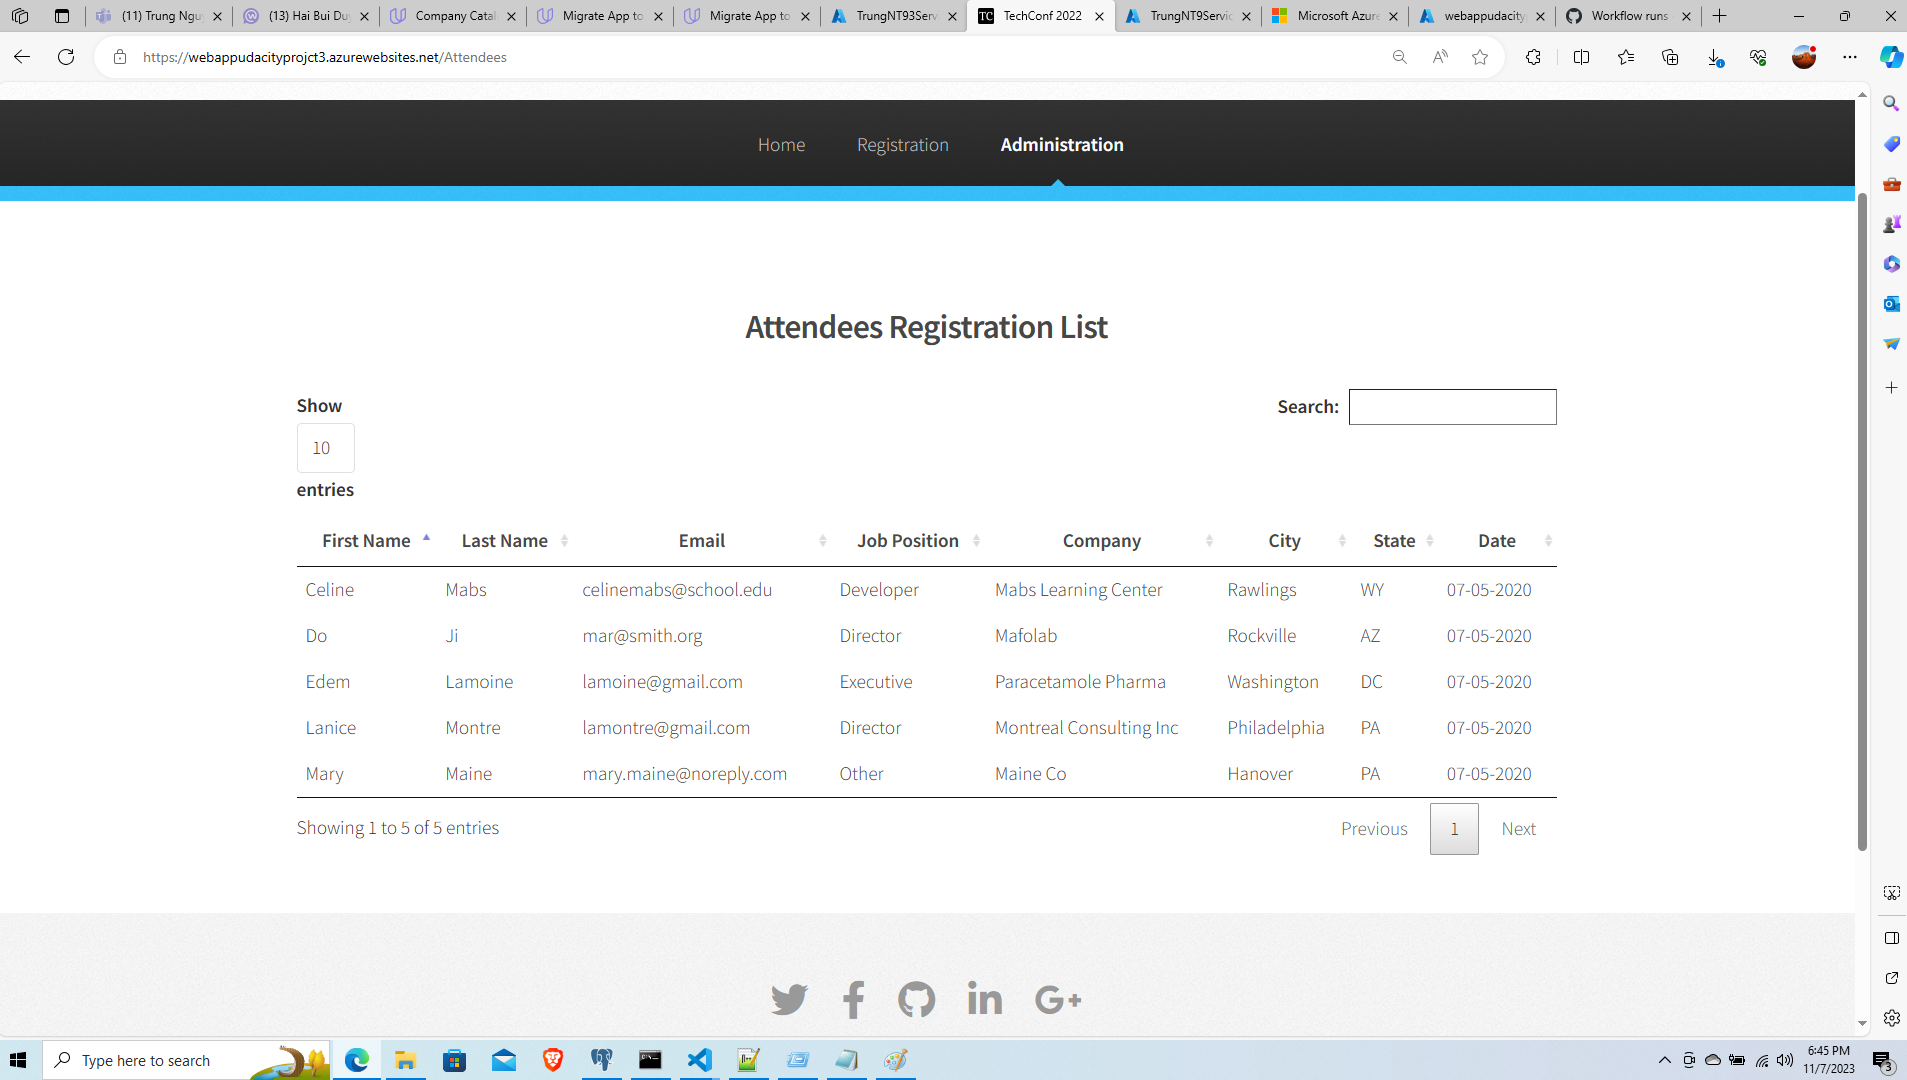 (11) Trung Ngu
(13) Hai Bui Du
Company Catal
Migrate App to
Migrate App to
TrungNT93Serv
TechConf 2022
TrungNT9Servic
Microsoft Azure
webappudacity
Workflow runs
https://webappudacityprojct3.azurewebsites.net/Attendees
Home Registration Administration
Attendees Registration List
Show
10
entries
Search:
First Name Last Name Email Job Position Company City State Date
Celine Mabs celinemabs@school.edu Developer Mabs Learning Center Rawlings WY 07-05-2020
Do Ji mar@smith.org Director Mafolab Rockville AZ 07-05-2020
Edem Lamoine lamoine@gmail.com Executive Paracetamole Pharma Washington DC 07-05-2020
Lanice Montre lamontre@gmail.com Director Montreal Consulting Inc Philadelphia PA 07-05-2020
Mary Maine mary.maine@noreply.com Other Maine Co Hanover PA 07-05-2020
Showing 1 to 5 of 5 entries
Previous 1 Next
Type here to search
6:45 PM
11/7/2023
3